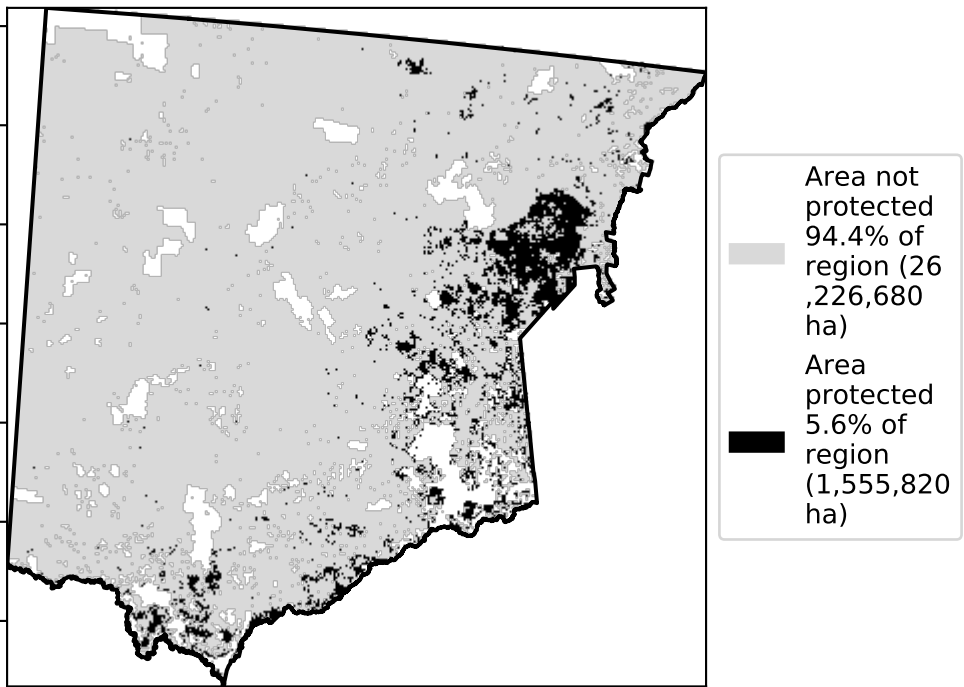 Area not
protected
94.4% of
region (26
,226,680
ha)
Area
protected
5.6% of
region
(1,555,820
ha)